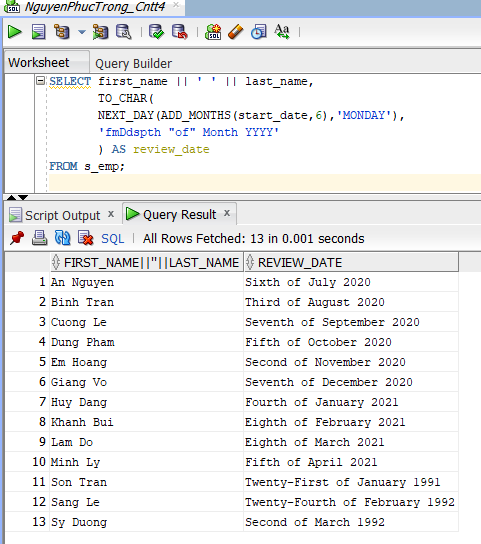 NguyenPhucTrong_Cntt4
Worksheet Query Builder
SELECT first_name || ' ' || last_name,
TO_CHAR(
NEXT_DAY(ADD_MONTHS(start_date,6),'MONDAY'),
'fmDdspth "of" Month YYYY'
) AS review_date
FROM s_emp;
Script Output x Query Result x
SQL | All Rows Fetched: 13 in 0.001 seconds
FIRST_NAME||''||LAST_NAME REVIEW_DATE
1 An Nguyen Sixth of July 2020
2 Binh Tran Third of August 2020
3 Cuong Le Seventh of September 2020
4 Dung Pham Fifth of October 2020
5 Em Hoang Second of November 2020
6 Giang Vo Seventh of December 2020
7 Huy Dang Fourth of January 2021
8 Khanh Bui Eighth of February 2021
9 Lam Do Eighth of March 2021
10 Minh Ly Fifth of April 2021
11 Son Tran Twenty-First of January 1991
12 Sang Le Twenty-Fourth of February 1992
13 Sy Duong Second of March 1992